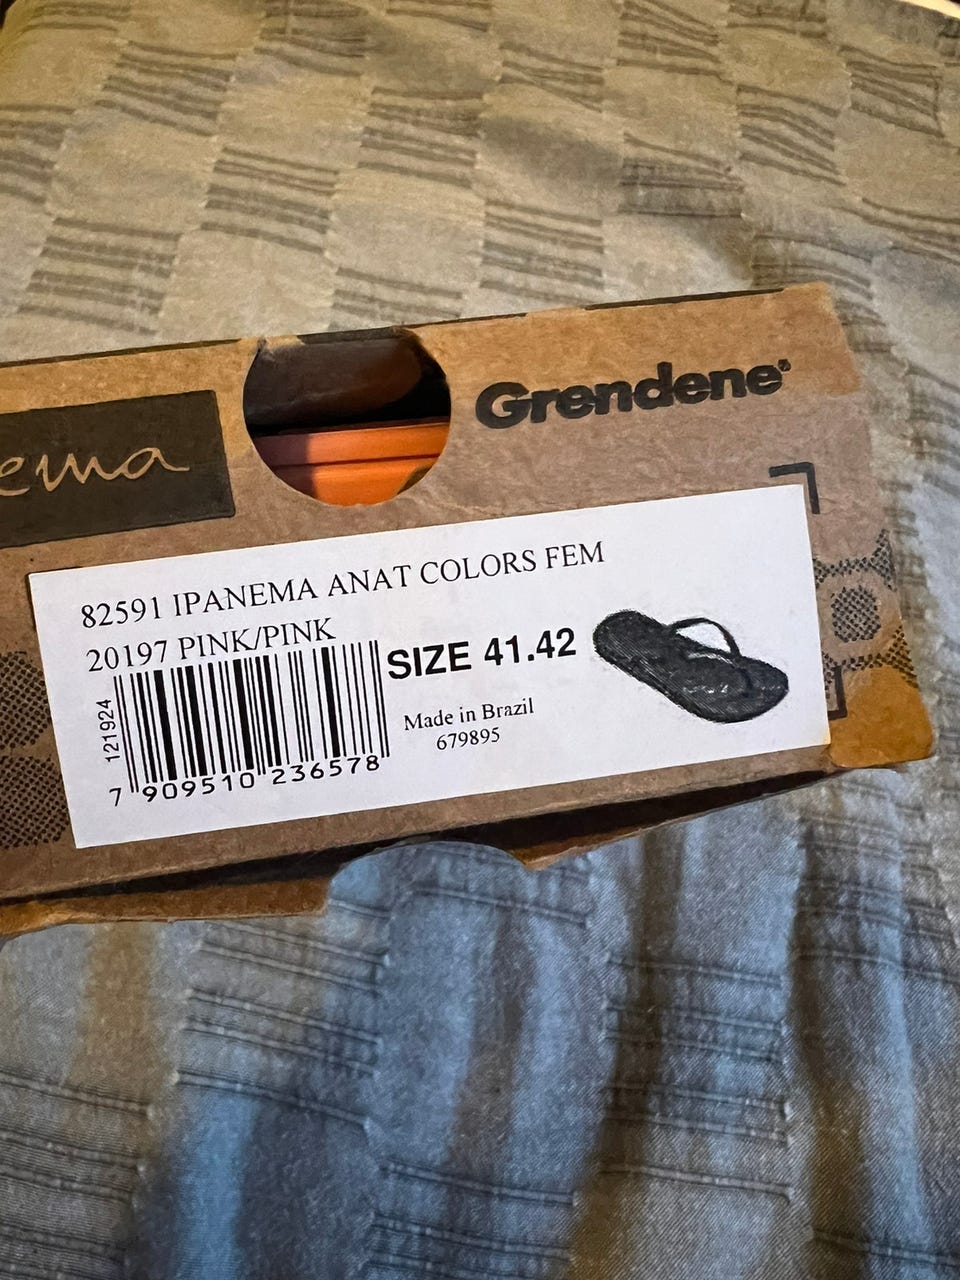 Grendene
82591 IPANEMA ANAT COLORS FEM
20197 PINK/PINK
SIZE 41.42
121924
Made in Brazil
679895
7 909510 236578